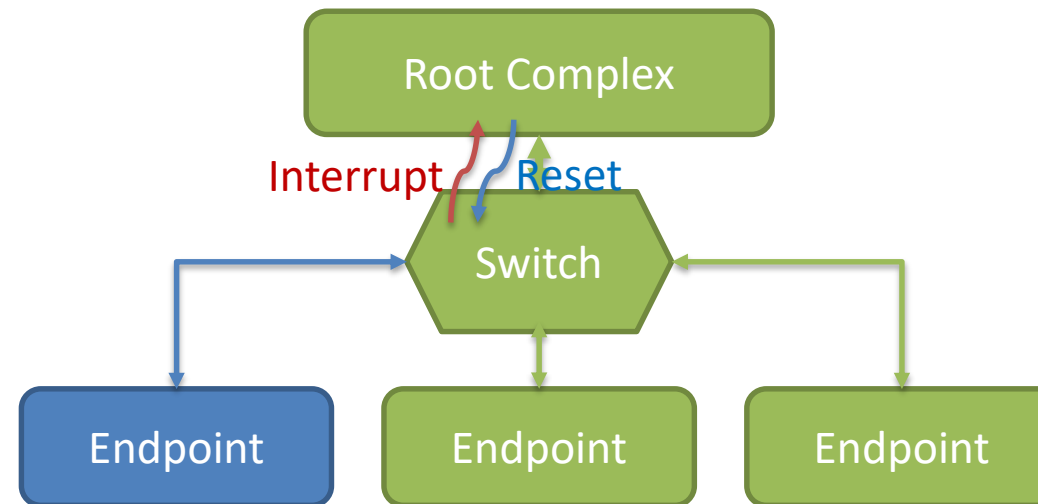 Root Complex
Interrupt
Reset
Switch
Endpoint
Endpoint
Endpoint